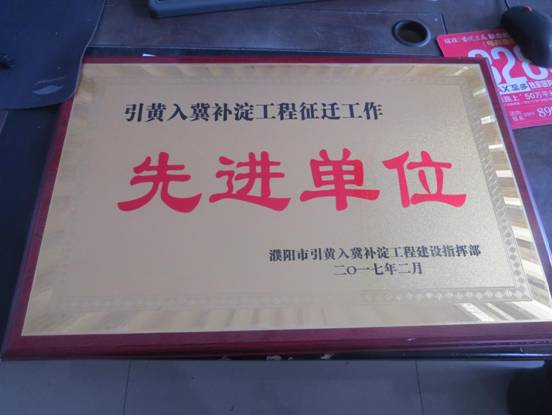 引黄入冀补淀工程征迁工作
先进单位
濮阳市引黄入冀补淀工程建设指挥部
二〇一七年二月
828